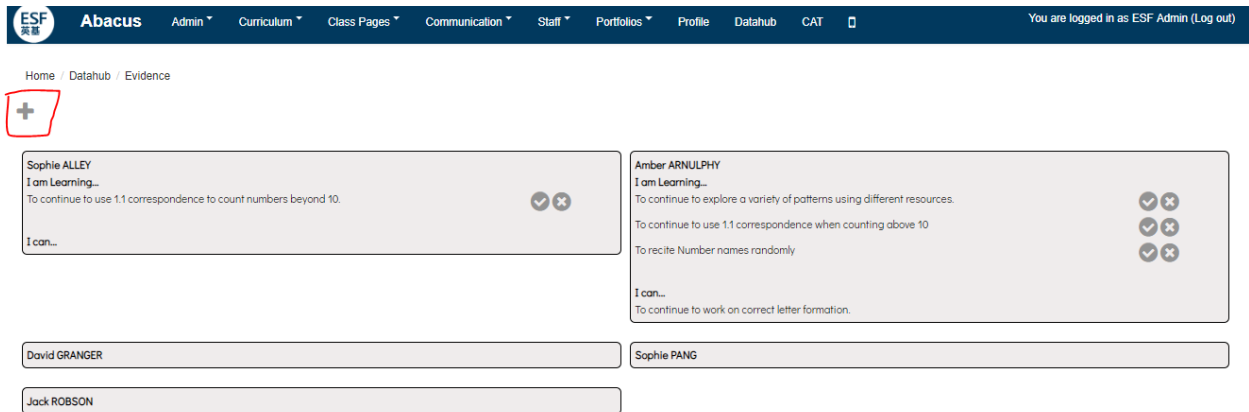 ESF
英基
Abacus Admin Curriculum Class Pages Communication Staff Portfolios Profile Datahub CAT You are logged in as ESF Admin (Log out)
Home / Datahub / Evidence
Sophie ALLEY
I am Learning...
To continue to use 1.1 correspondence to count numbers beyond 10.
I can...
Amber ARNULPHY
I am Learning...
To continue to explore a variety of patterns using different resources.
To continue to use 1.1 correspondence when counting above 10
To recite Number names randomly
I can...
To continue to work on correct letter formation.
David GRANGER
Sophie PANG
Jack ROBSON